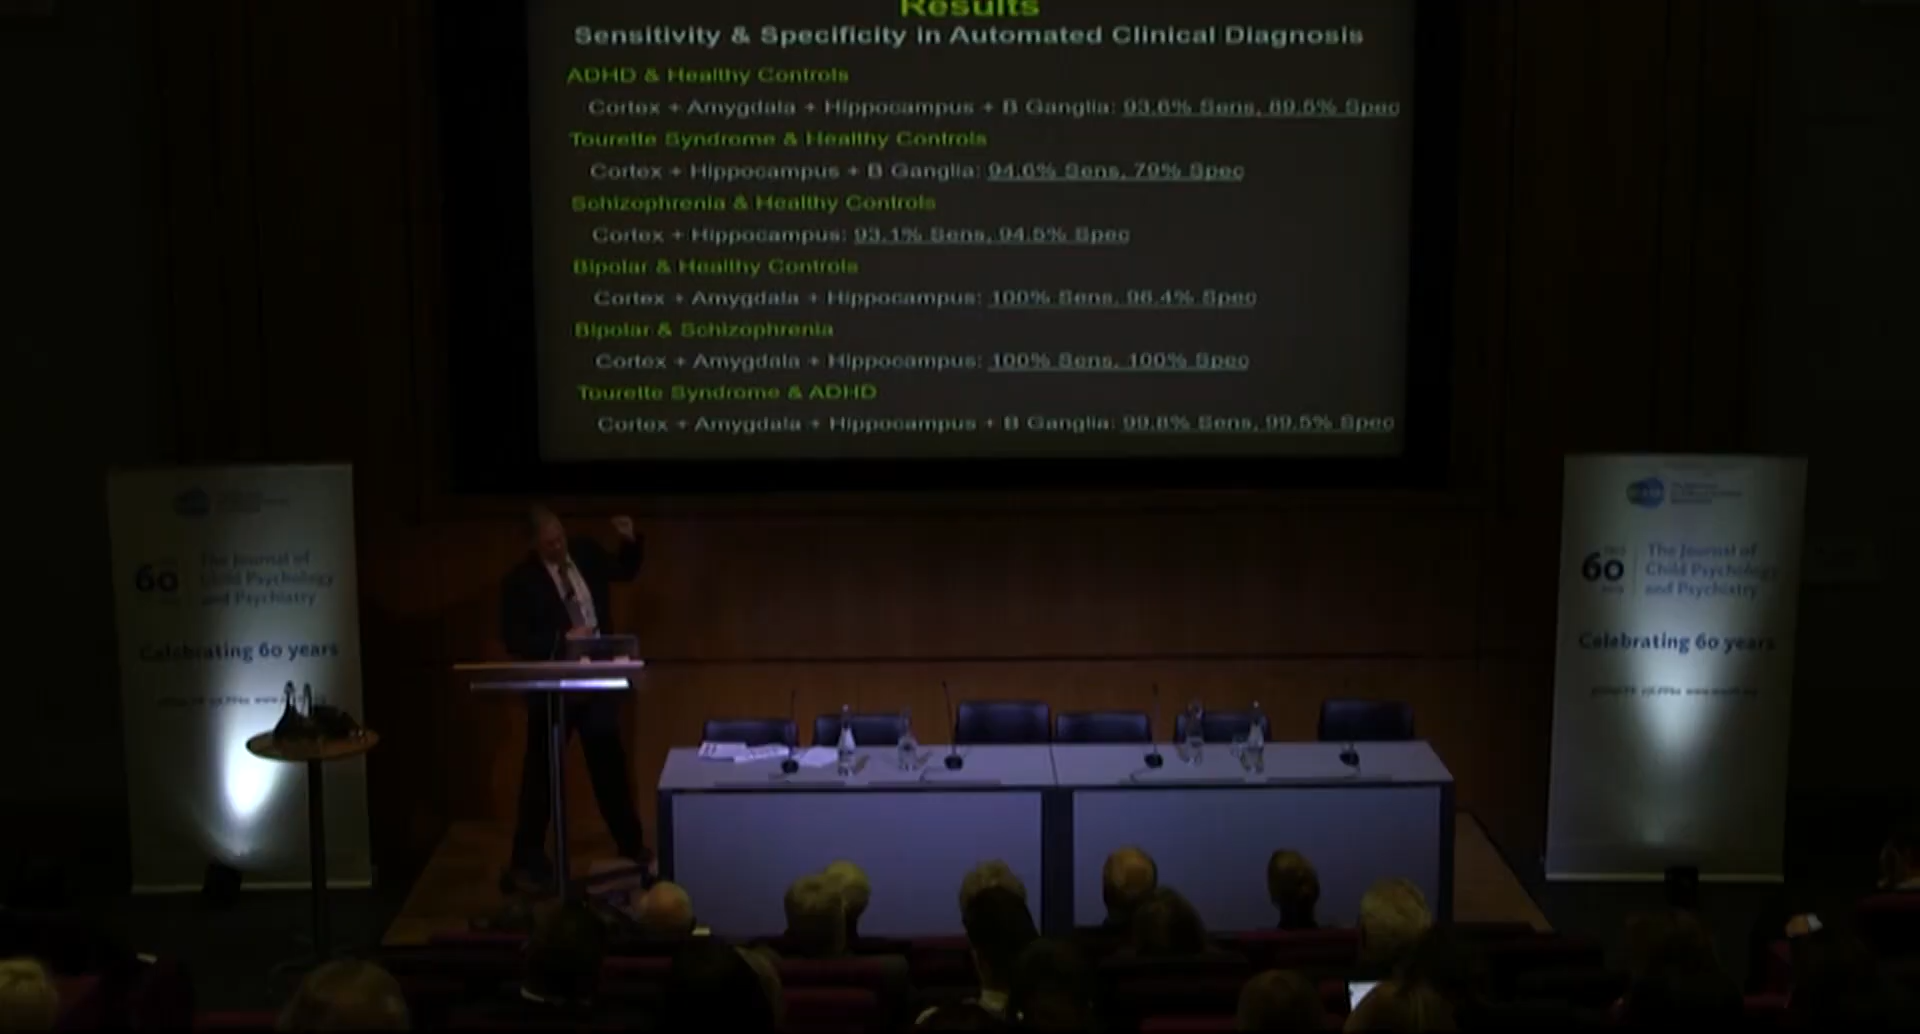 Results
Sensitivity & Specificity in Automated Clinical Diagnosis
ADHD & Healthy Controls
Cortex + Amygdala + Hippocampus + B Ganglia: 93.6% Sens, 89.5% Spec
Tourette Syndrome & Healthy Controls
Cortex + Hippocampus + B Ganglia: 94.6% Sens, 79% Spec
Schizophrenia & Healthy Controls
Cortex + Hippocampus: 93.1% Sens, 94.5% Spec
Bipolar & Healthy Controls
Cortex + Amygdala + Hippocampus: 100% Sens, 96.4% Spec
Bipolar & Schizophrenia
Cortex + Amygdala + Hippocampus: 100% Sens, 100% Spec
Tourette Syndrome & ADHD
Cortex + Amygdala + Hippocampus + B Ganglia: 99.8% Sens, 99.5% Spec
60
The Journal of
Child Psychology
and Psychiatry
Celebrating 60 years
60
The Journal of
Child Psychology
and Psychiatry
Celebrating 60 years